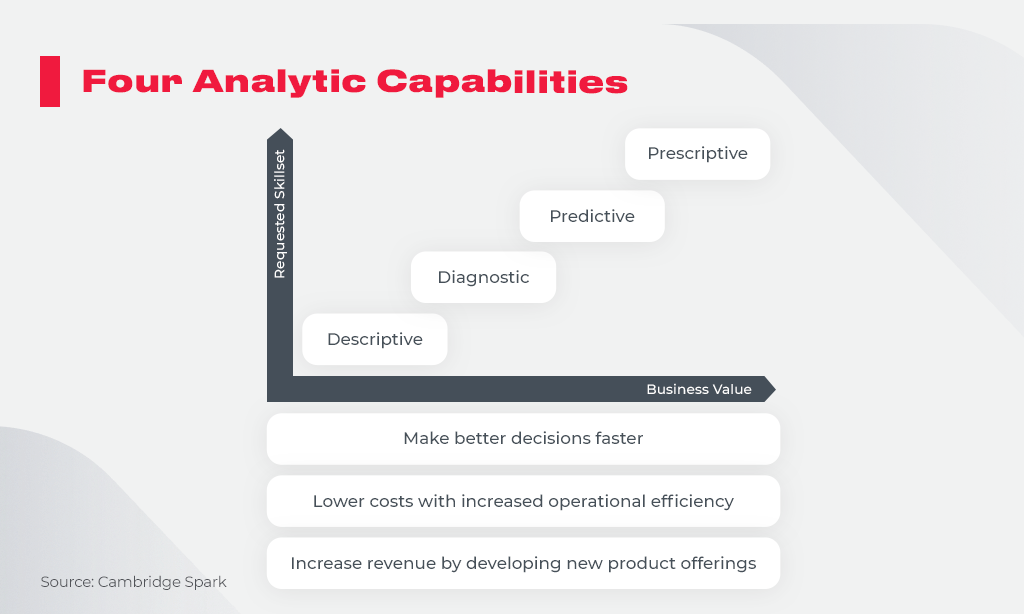 Four Analytic Capabilities
Requested Skillset
Prescriptive
Predictive
Diagnostic
Descriptive
Business Value
Make better decisions faster
Lower costs with increased operational efficiency
Increase revenue by developing new product offerings
Source: Cambridge Spark